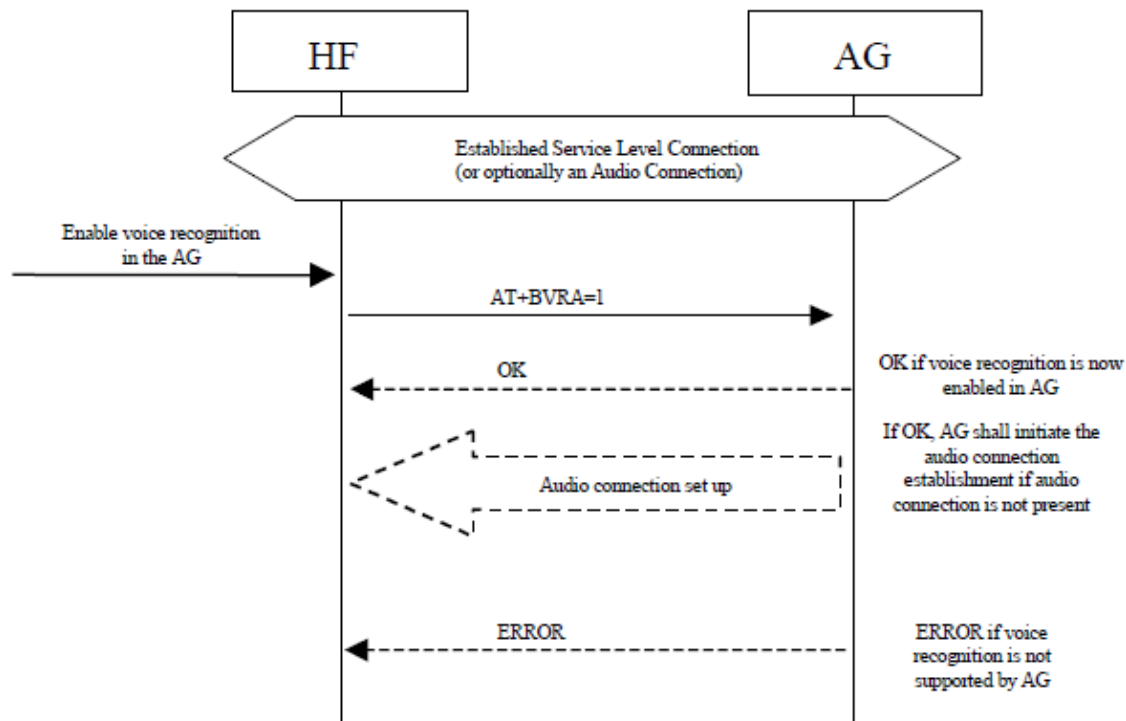 HF
AG
Established Service Level Connection
(or optionally an Audio Connection)
Enable voice recognition
in the AG
AT+BVRA=1
OK
OK if voice recognition is now
enabled in AG
If OK, AG shall initiate the
audio connection
establishment if audio
connection is not present
Audio connection set up
ERROR
ERROR if voice
recognition is not
supported by AG